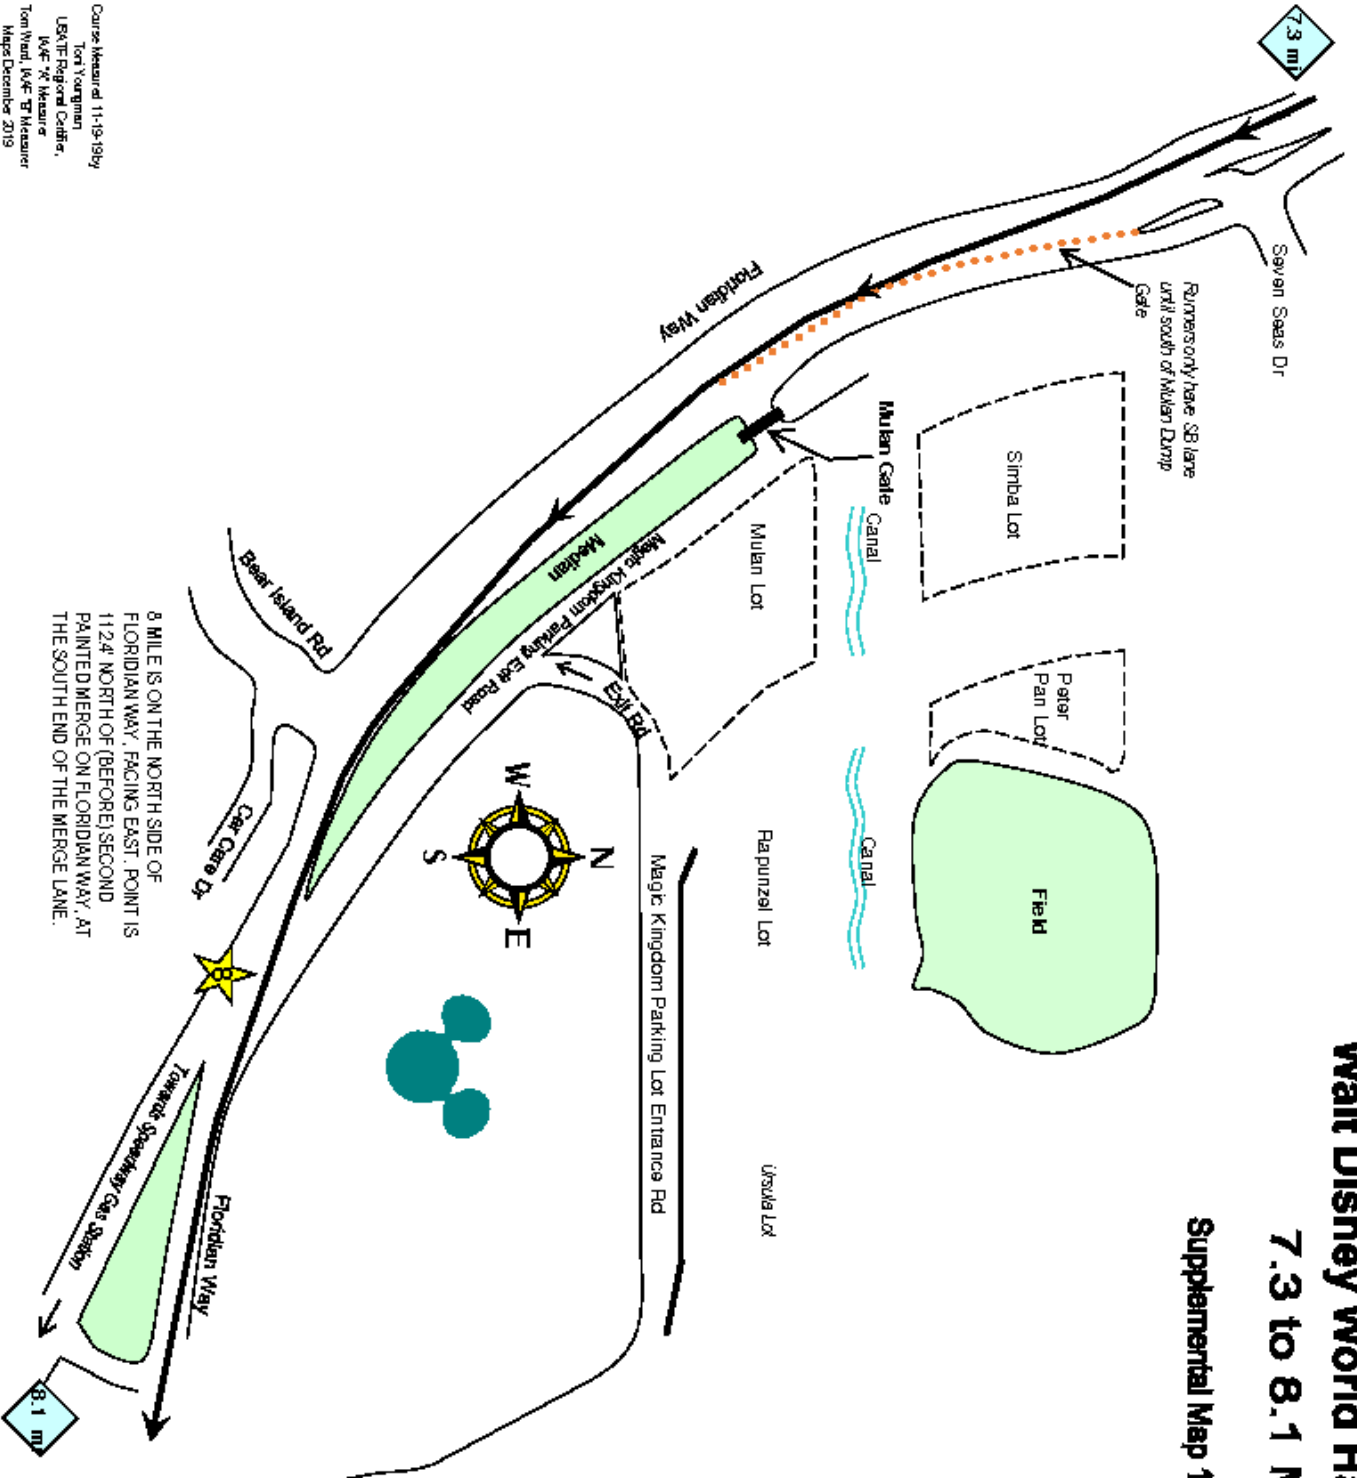 Walt Disney World H
7.3 to 8.1 M
Supplemental Map 1
7.3 mi
Seven Seas Dr
Runners only have SB lane
until south of Mulan Dump
Gate
Simba Lot
Peter
Pan Lot
Field
Mulan Gate
Canal
Canal
Mulan Lot
Rapunzel Lot
Ursula Lot
Floridian Way
Median
Magic Kingdom Parking Exit Road
Exit Rd
Magic Kingdom Parking Lot Entrance Rd
N
W
E
S
Bear Island Rd
Car Care Dr
8
Towards Speedway Gas Station
Floridian Way
8.1 mi
8 MILE IS ON THE NORTH SIDE OF
FLORIDIAN WAY, FACING EAST. POINT IS
112.4' NORTH OF (BEFORE) SECOND
PAINTED MERGE ON FLORIDIAN WAY, AT
THE SOUTH END OF THE MERGE LANE.
Course Measured 11-19-19 by
Toni Youngman
USATF Regional Certifier,
IAAF "A" Measurer
Tom Ward, IAAF "B" Measurer
Maps December 2019